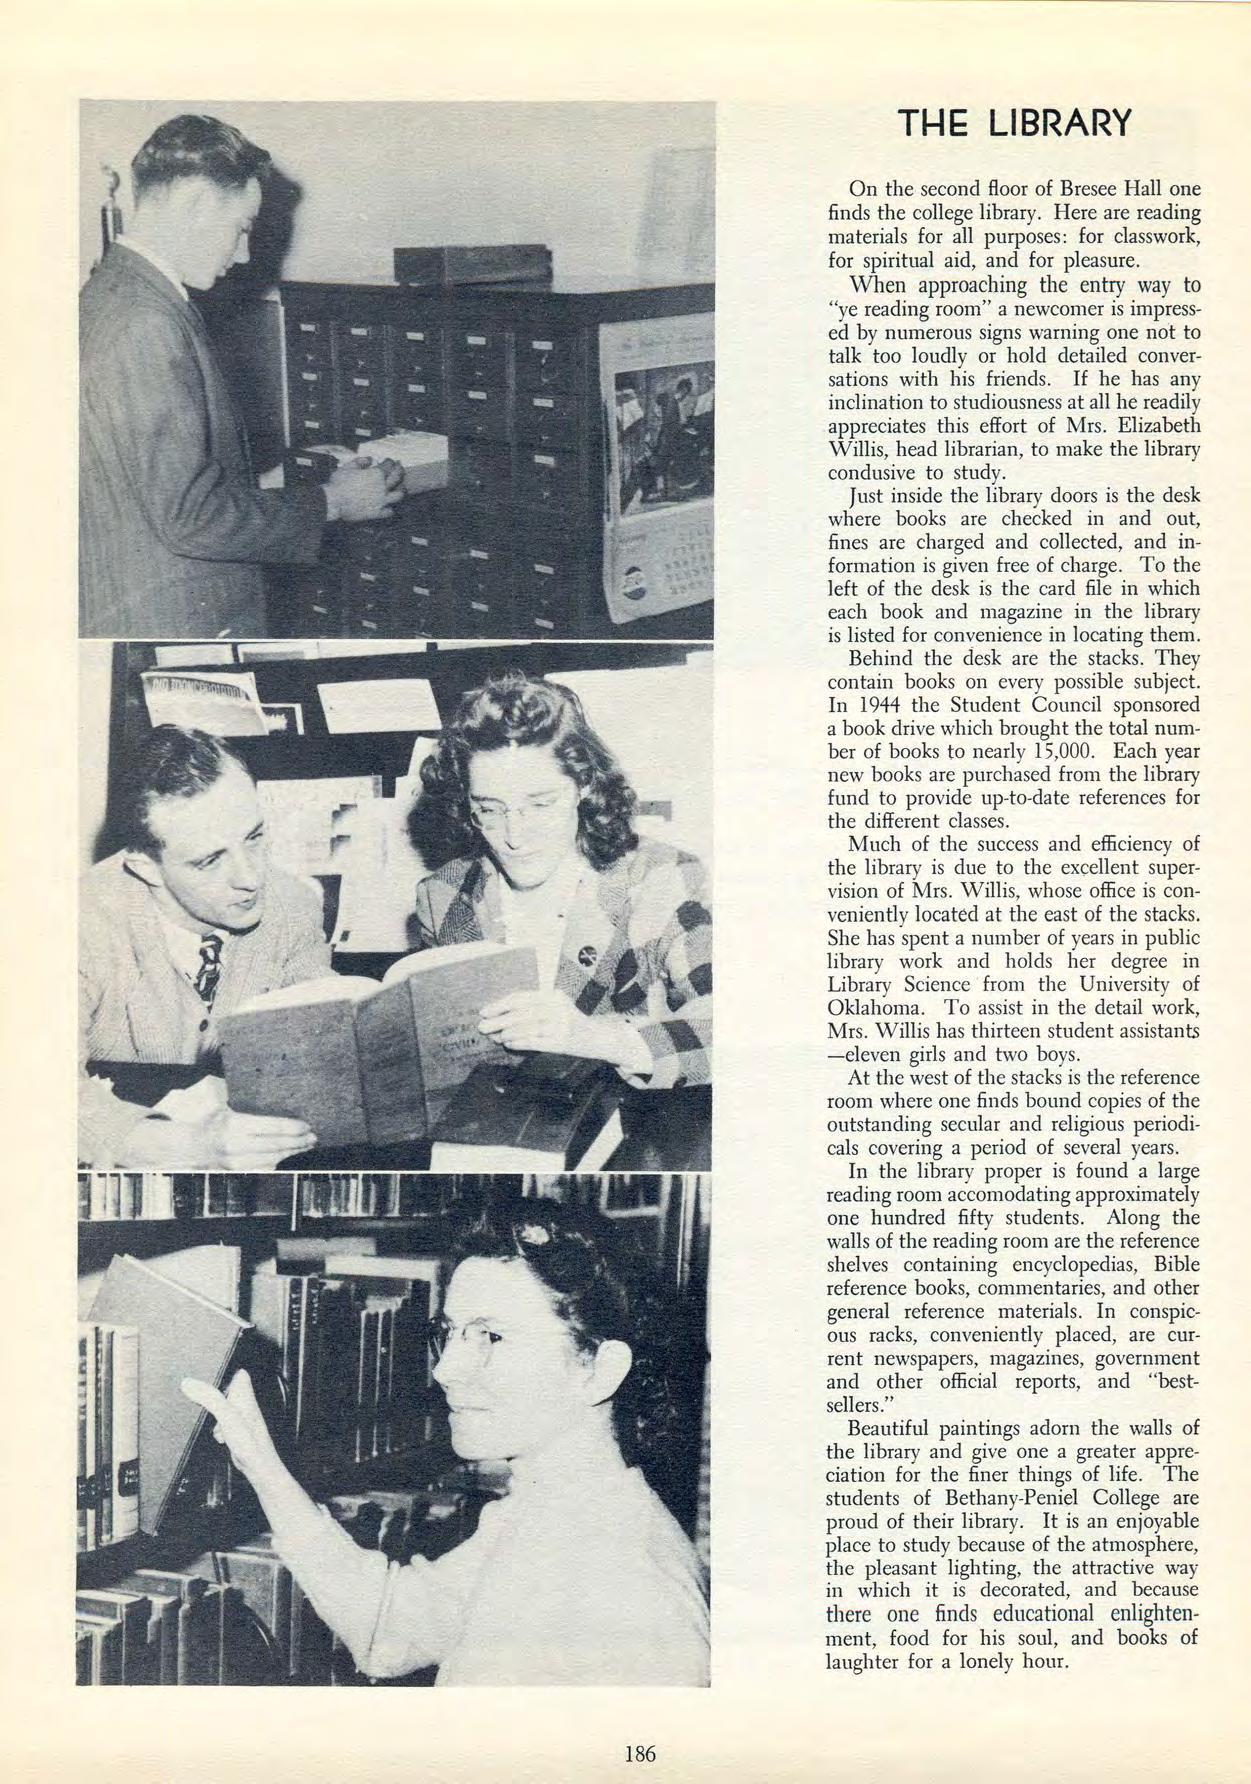 THE LIBRARY
On the second floor of Bresee Hall one
finds the college library. Here are reading
materials for all purposes: for classwork,
for spiritual aid, and for pleasure.
When approaching the entry way to
“ye reading room” a newcomer is impress-
ed by numerous signs warning one not to
talk too loudly or hold detailed conver-
sations with his friends. If he has any
inclination to studiousness at all he readily
appreciates this effort of Mrs. Elizabeth
Willis, head librarian, to make the library
condusive to study.
Just inside the library doors is the desk
where books are checked in and out,
fines are charged and collected, and in-
formation is given free of charge. To the
left of the desk is the card file in which
each book and magazine in the library
is listed for convenience in locating them.
Behind the desk are the stacks. They
contain books on every possible subject.
In 1944 the Student Council sponsored
a book drive which brought the total num-
ber of books to nearly 15,000. Each year
new books are purchased from the library
fund to provide up-to-date references for
the different classes.
Much of the success and efficiency of
the library is due to the excellent super-
vision of Mrs. Willis, whose office is con-
veniently located at the east of the stacks.
She has spent a number of years in public
library work and holds her degree in
Library Science from the University of
Oklahoma. To assist in the detail work,
Mrs. Willis has thirteen student assistants
—eleven girls and two boys.
At the west of the stacks is the reference
room where one finds bound copies of the
outstanding secular and religious periodi-
cals covering a period of several years.
In the library proper is found a large
reading room accomodating approximately
one hundred fifty students. Along the
walls of the reading room are the reference
shelves containing encyclopedias, Bible
reference books, commentaries, and other
general reference materials. In conspic-
ous racks, conveniently placed, are cur-
rent newspapers, magazines, government
and other official reports, and “best-
sellers.”
Beautiful paintings adorn the walls of
the library and give one a greater appre-
ciation for the finer things of life. The
students of Bethany-Peniel College are
proud of their library. It is an enjoyable
place to study because of the atmosphere,
the pleasant lighting, the attractive way
in which it is decorated, and because
there one finds educational enlighten-
ment, food for his soul, and books of
laughter for a lonely hour.
186